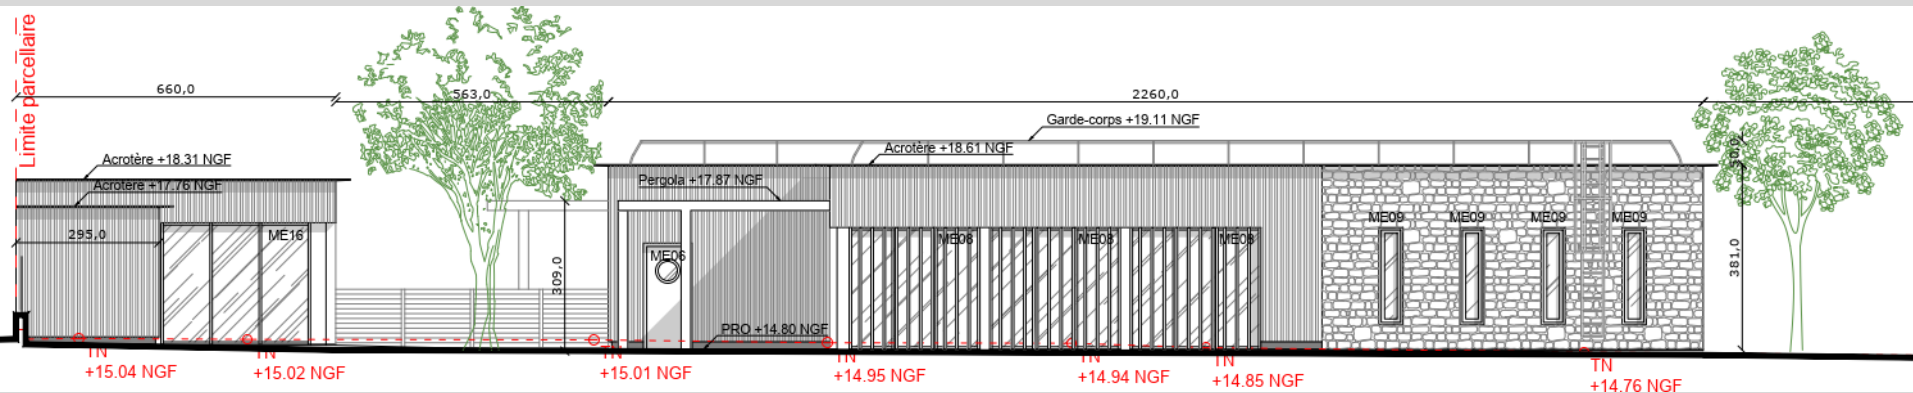 Limite parcellaire
660,0
563,0
2260,0
Garde-corps +19.11 NGF
Acrotère +18.31 NGF
Acrotère +18.61 NGF
50,0
Acrotère +17.76 NGF
Pergola +17.87 NGF
295,0
ME16
ME06
309,0
ME08
ME08
ME08
ME09
ME09
ME09
ME09
381,0
PRO +14.80 NGF
TN
+15.04 NGF
TN
+15.02 NGF
TN
+15.01 NGF
TN
+14.95 NGF
TN
+14.94 NGF
TN
+14.85 NGF
TN
+14.76 NGF